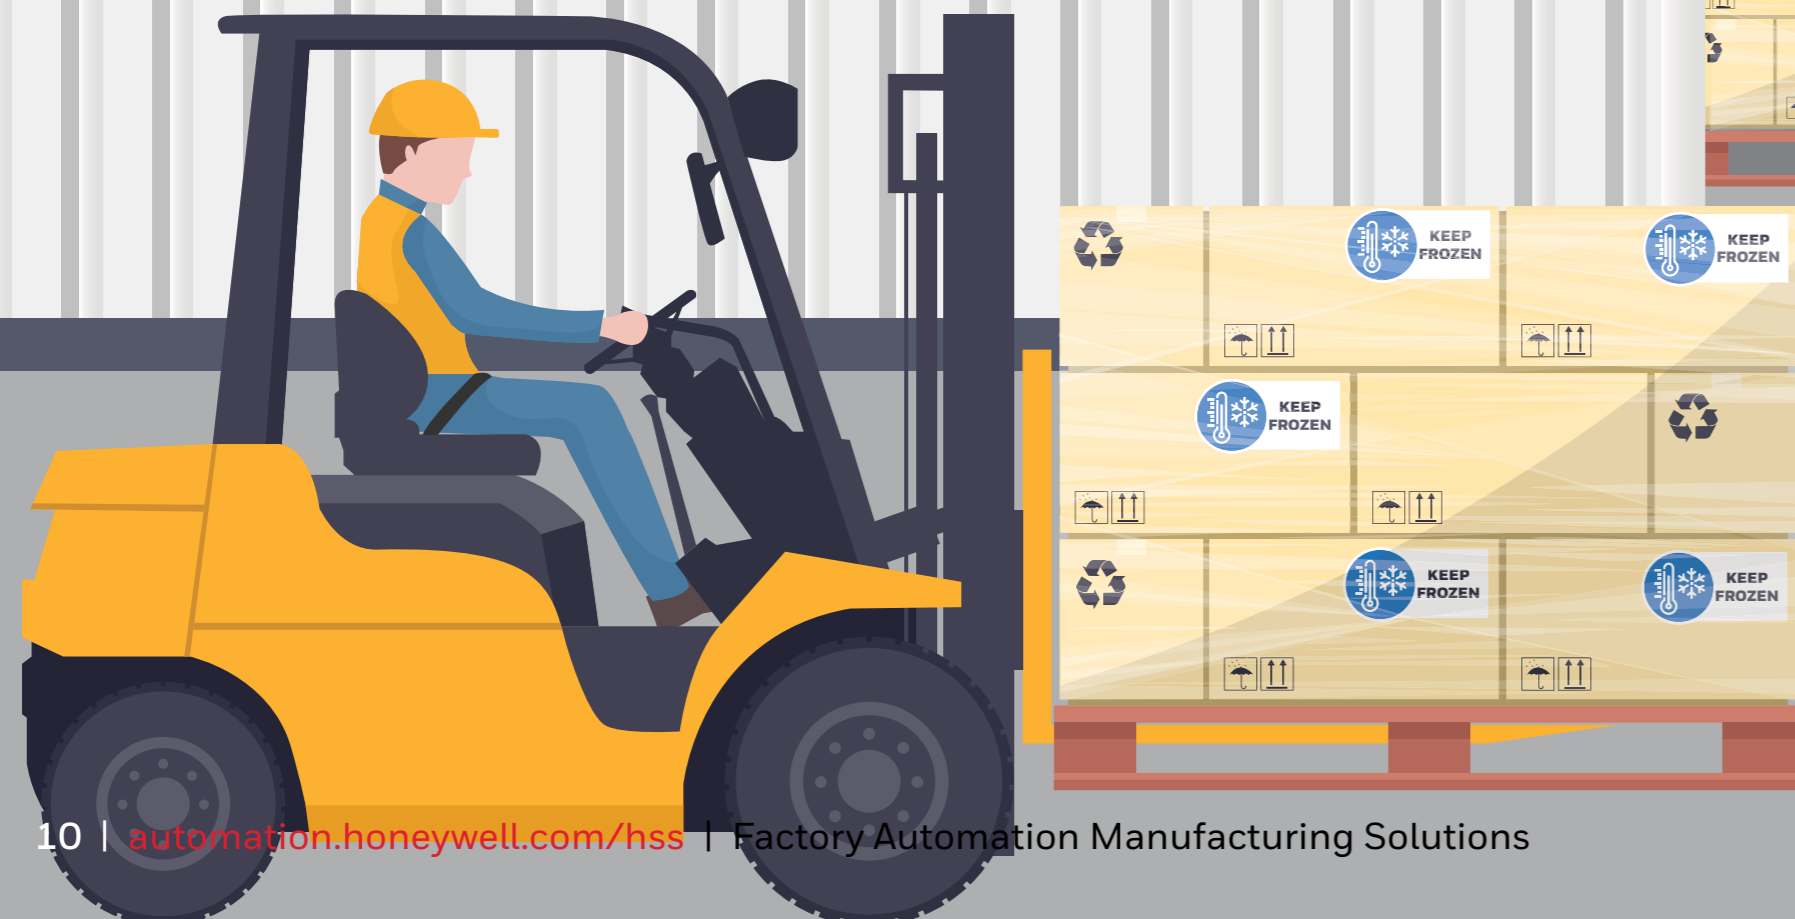 KEEP
FROZEN
KEEP
FROZEN
KEEP
FROZEN
KEEP
FROZEN
KEEP
FROZEN
10 | automation.honeywell.com/hss | Factory Automation Manufacturing Solutions